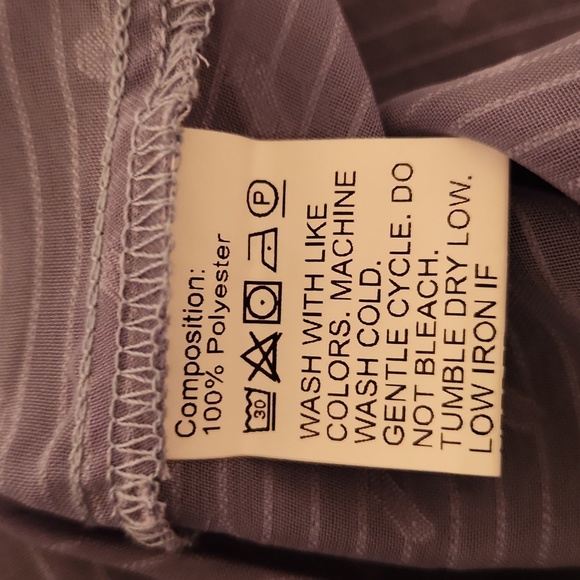 Composition:
100% Polyester
30 P
WASH WITH LIKE
COLORS. MACHINE
WASH COLD.
GENTLE CYCLE. DO
NOT BLEACH.
TUMBLE DRY LOW.
LOW IRON IF